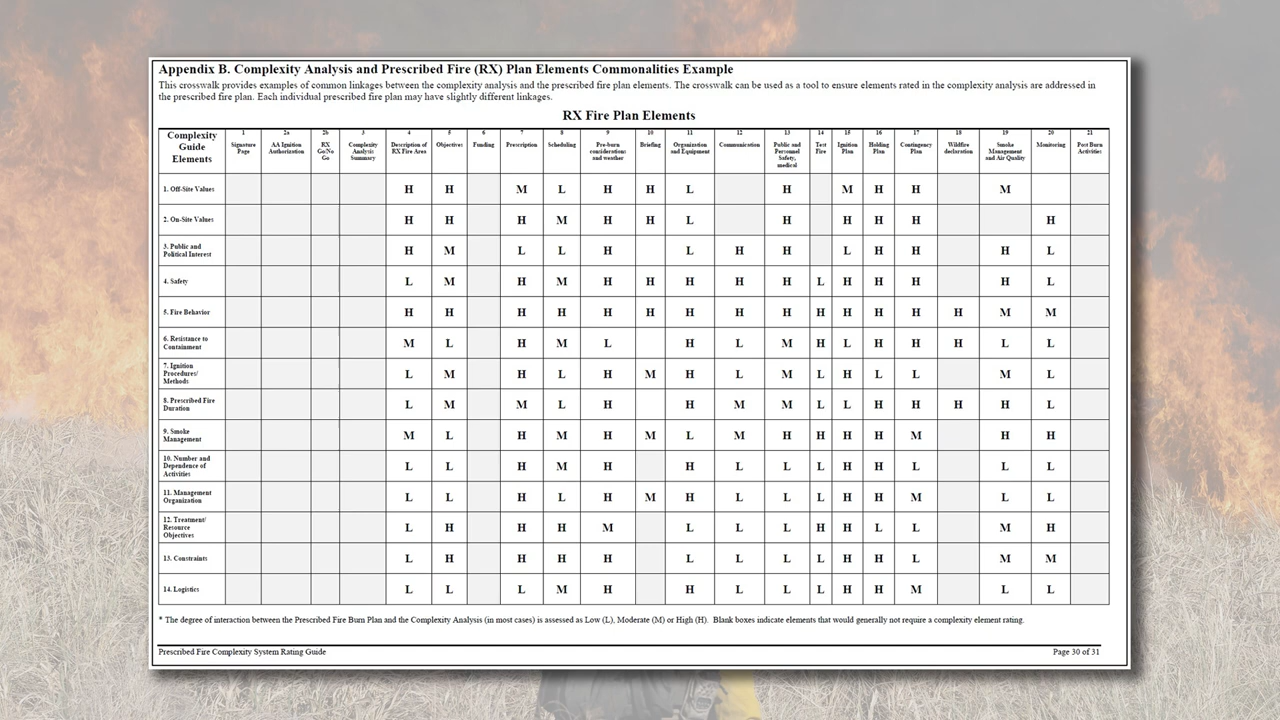 Appendix B. Complexity Analysis and Prescribed Fire (RX) Plan Elements Commonalities Example
This crosswalk provides examples of common linkages between the complexity analysis and the prescribed fire plan elements. The crosswalk can be used as a tool to ensure elements rated in the complexity analysis are addressed in
the prescribed fire plan. Each individual prescribed fire plan may have slightly different linkages.
RX Fire Plan Elements
Complexity Guide Elements
1 Signature Page
2a AA Ignition Authorization
2b RX Go/No Go
3 Complexity Analysis Summary
4 Description of RX Fire Area
5 Objectives
6 Funding
7 Prescription
8 Scheduling
9 Pre-burn considerations and weather
10 Briefing
11 Organization and Equipment
12 Communication
13 Public and Personnel Safety, medical
14 Test Fire
15 Ignition Plan
16 Holding Plan
17 Contingency Plan
18 Wildfire declaration
19 Smoke Management and Air Quality
20 Monitoring
21 Post Burn Activities
1. Off-Site Values H H M L H H L H M H H M
2. On-Site Values H H H M H H L H H H H H
3. Public and Political Interest H M L L H L H H L H H H L
4. Safety L M H M H H H H H L H H H H L
5. Fire Behavior H H H H H H H H H H H H H H M M
6. Resistance to Containment M L H M L H L M H L H H H L L
7. Ignition Procedures/ Methods L M H L H M H L M L H L L M L
8. Prescribed Fire Duration L M M L H H M M L L H H H H L
9. Smoke Management M L H M H M L M H H H H M H H
10. Number and Dependence of Activities L L H M H H L L L H H L L L
11. Management Organization L L H L H M H L L L H H M L L
12. Treatment/ Resource Objectives L H H H M L L L H H L L M H
13. Constraints L H H H H L L L L H H L M M
14. Logistics L L L M H H L L L H H M L L
* The degree of interaction between the Prescribed Fire Burn Plan and the Complexity Analysis (in most cases) is assessed as Low (L), Moderate (M) or High (H). Blank boxes indicate elements that would generally not require a complexity element rating.
Prescribed Fire Complexity System Rating Guide
Page 30 of 31